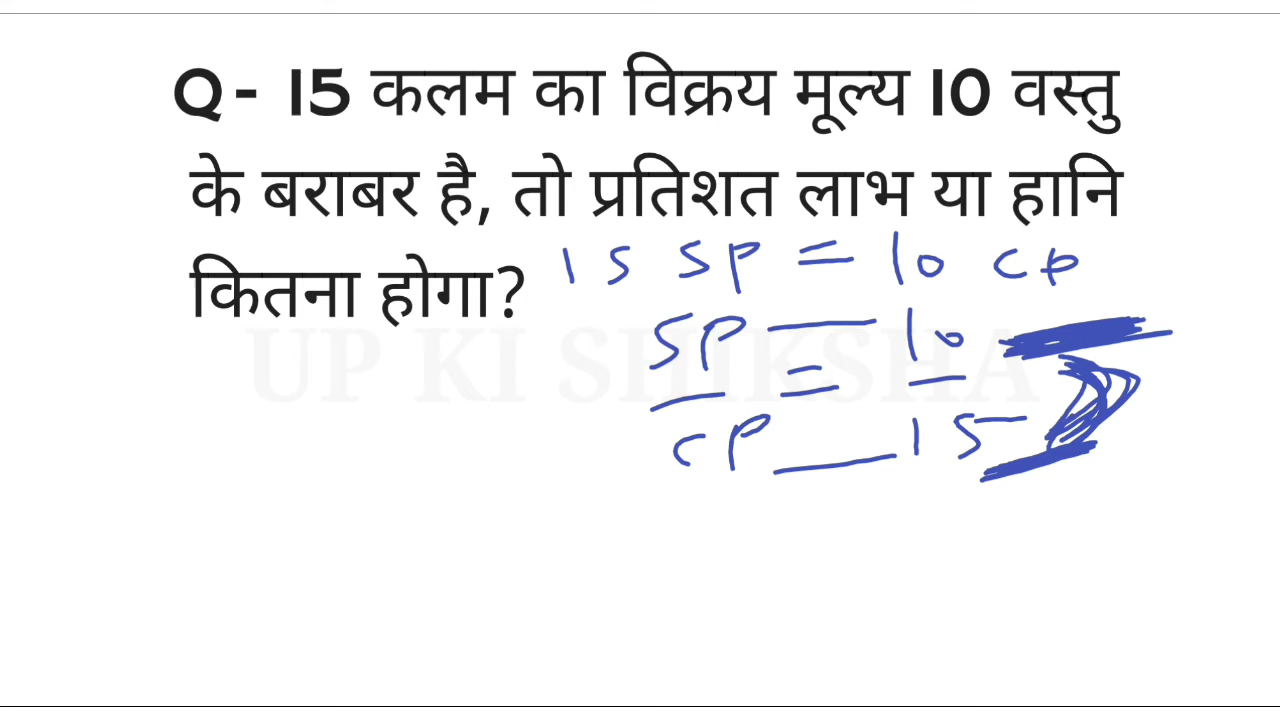 Q- 15 कलम का विक्रय मूल्य 10 वस्तु
के बराबर है, तो प्रतिशत लाभ या हानि
कितना होगा?
15 SP = 10 CP
SP = 10
CP 15
UP KI SHIKSHA